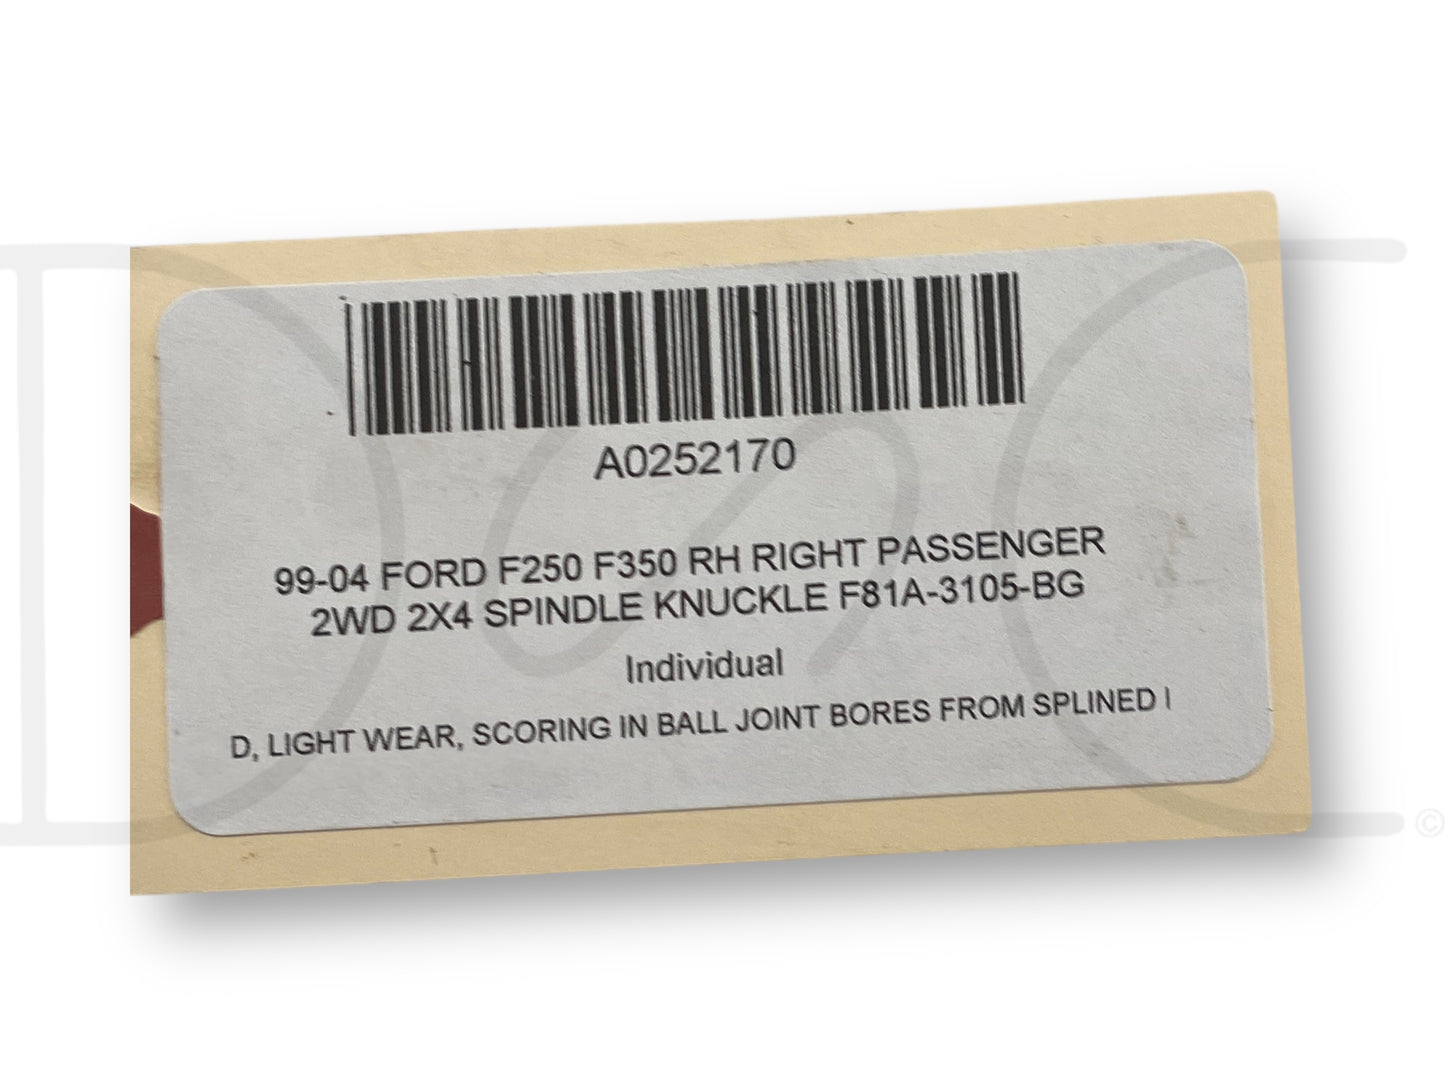 A0252170
99-04 FORD F250 F350 RH RIGHT PASSENGER
2WD 2X4 SPINDLE KNUCKLE F81A-3105-BG
Individual
D, LIGHT WEAR, SCORING IN BALL JOINT BORES FROM SPLINED
©